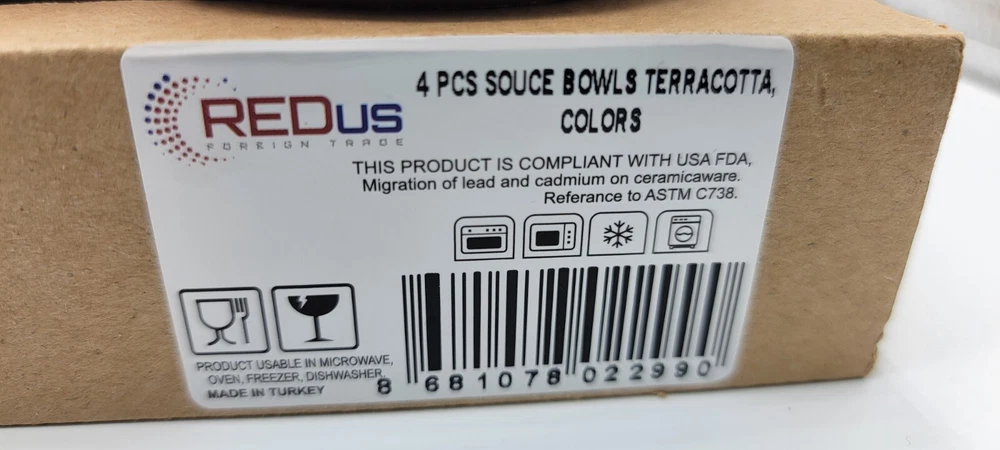 REDUS
FOREIGN TRADE
4 PCS SOUCE BOWLS TERRACOTTA,
COLORS
THIS PRODUCT IS COMPLIANT WITH USA FDA,
Migration of lead and cadmium on ceramicaware.
Referance to ASTM C738.
PRODUCT USABLE IN MICROWAVE,
OVEN, FREEZER, DISHWASHER,
MADE IN TURKEY
8 681078 022990